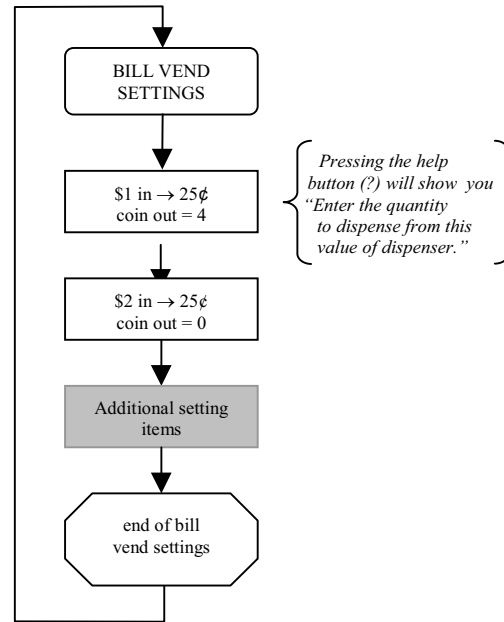 BILL VEND
SETTINGS
$1 in → 25¢
coin out = 4
Pressing the help
button (?) will show you
“Enter the quantity
to dispense from this
value of dispenser.”
$2 in → 25¢
coin out = 0
Additional setting
items
end of bill
vend settings